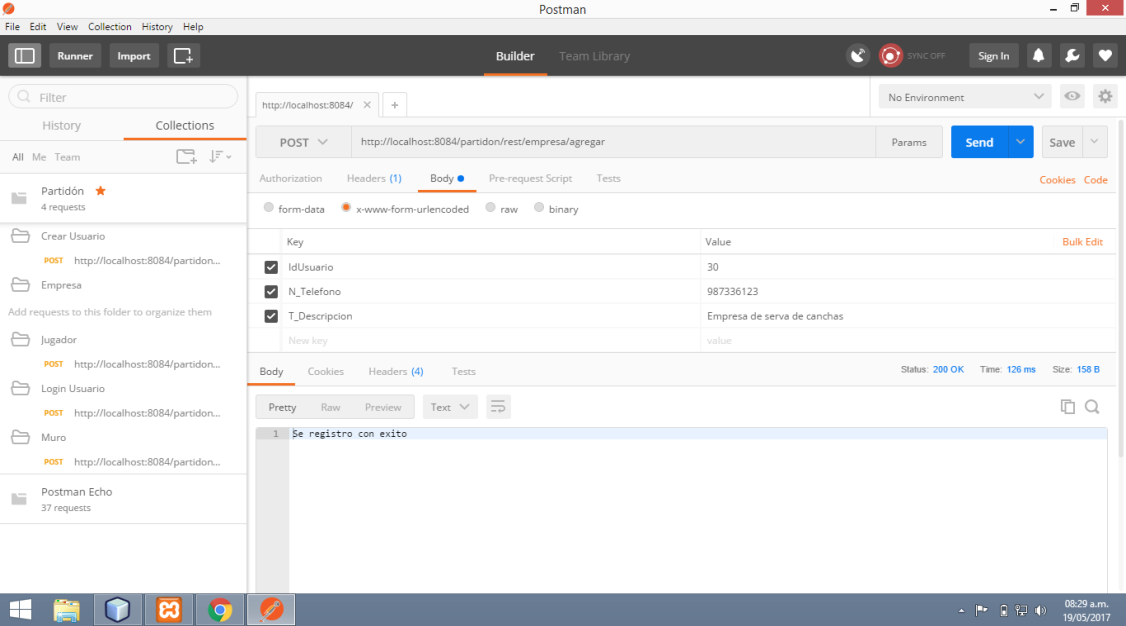 Postman
File Edit View Collection History Help
Runner Import Builder Team Library SYNC OFF Sign In
Filter
History Collections
All Me Team
Partidón
4 requests
Crear Usuario
POST http://localhost:8084/partidon...
Empresa
Add requests to this folder to organize them
Jugador
POST http://localhost:8084/partidon...
Login Usuario
POST http://localhost:8084/partidon...
Muro
POST http://localhost:8084/partidon...
Postman Echo
37 requests
http://localhost:8084/ × +
No Environment
POST http://localhost:8084/partidon/rest/empresa/agregar Params Send Save
Authorization Headers (1) Body Pre-request Script Tests Cookies Code
form-data x-www-form-urlencoded raw binary
Key Value Bulk Edit
IdUsuario 30
N_Telefono 987336123
T_Descripcion Empresa de serva de canchas
New key value
Body Cookies Headers (4) Tests Status: 200 OK Time: 126 ms Size: 158 B
Pretty Raw Preview Text
1 Se registro con exito
08:29 a.m.
19/05/2017